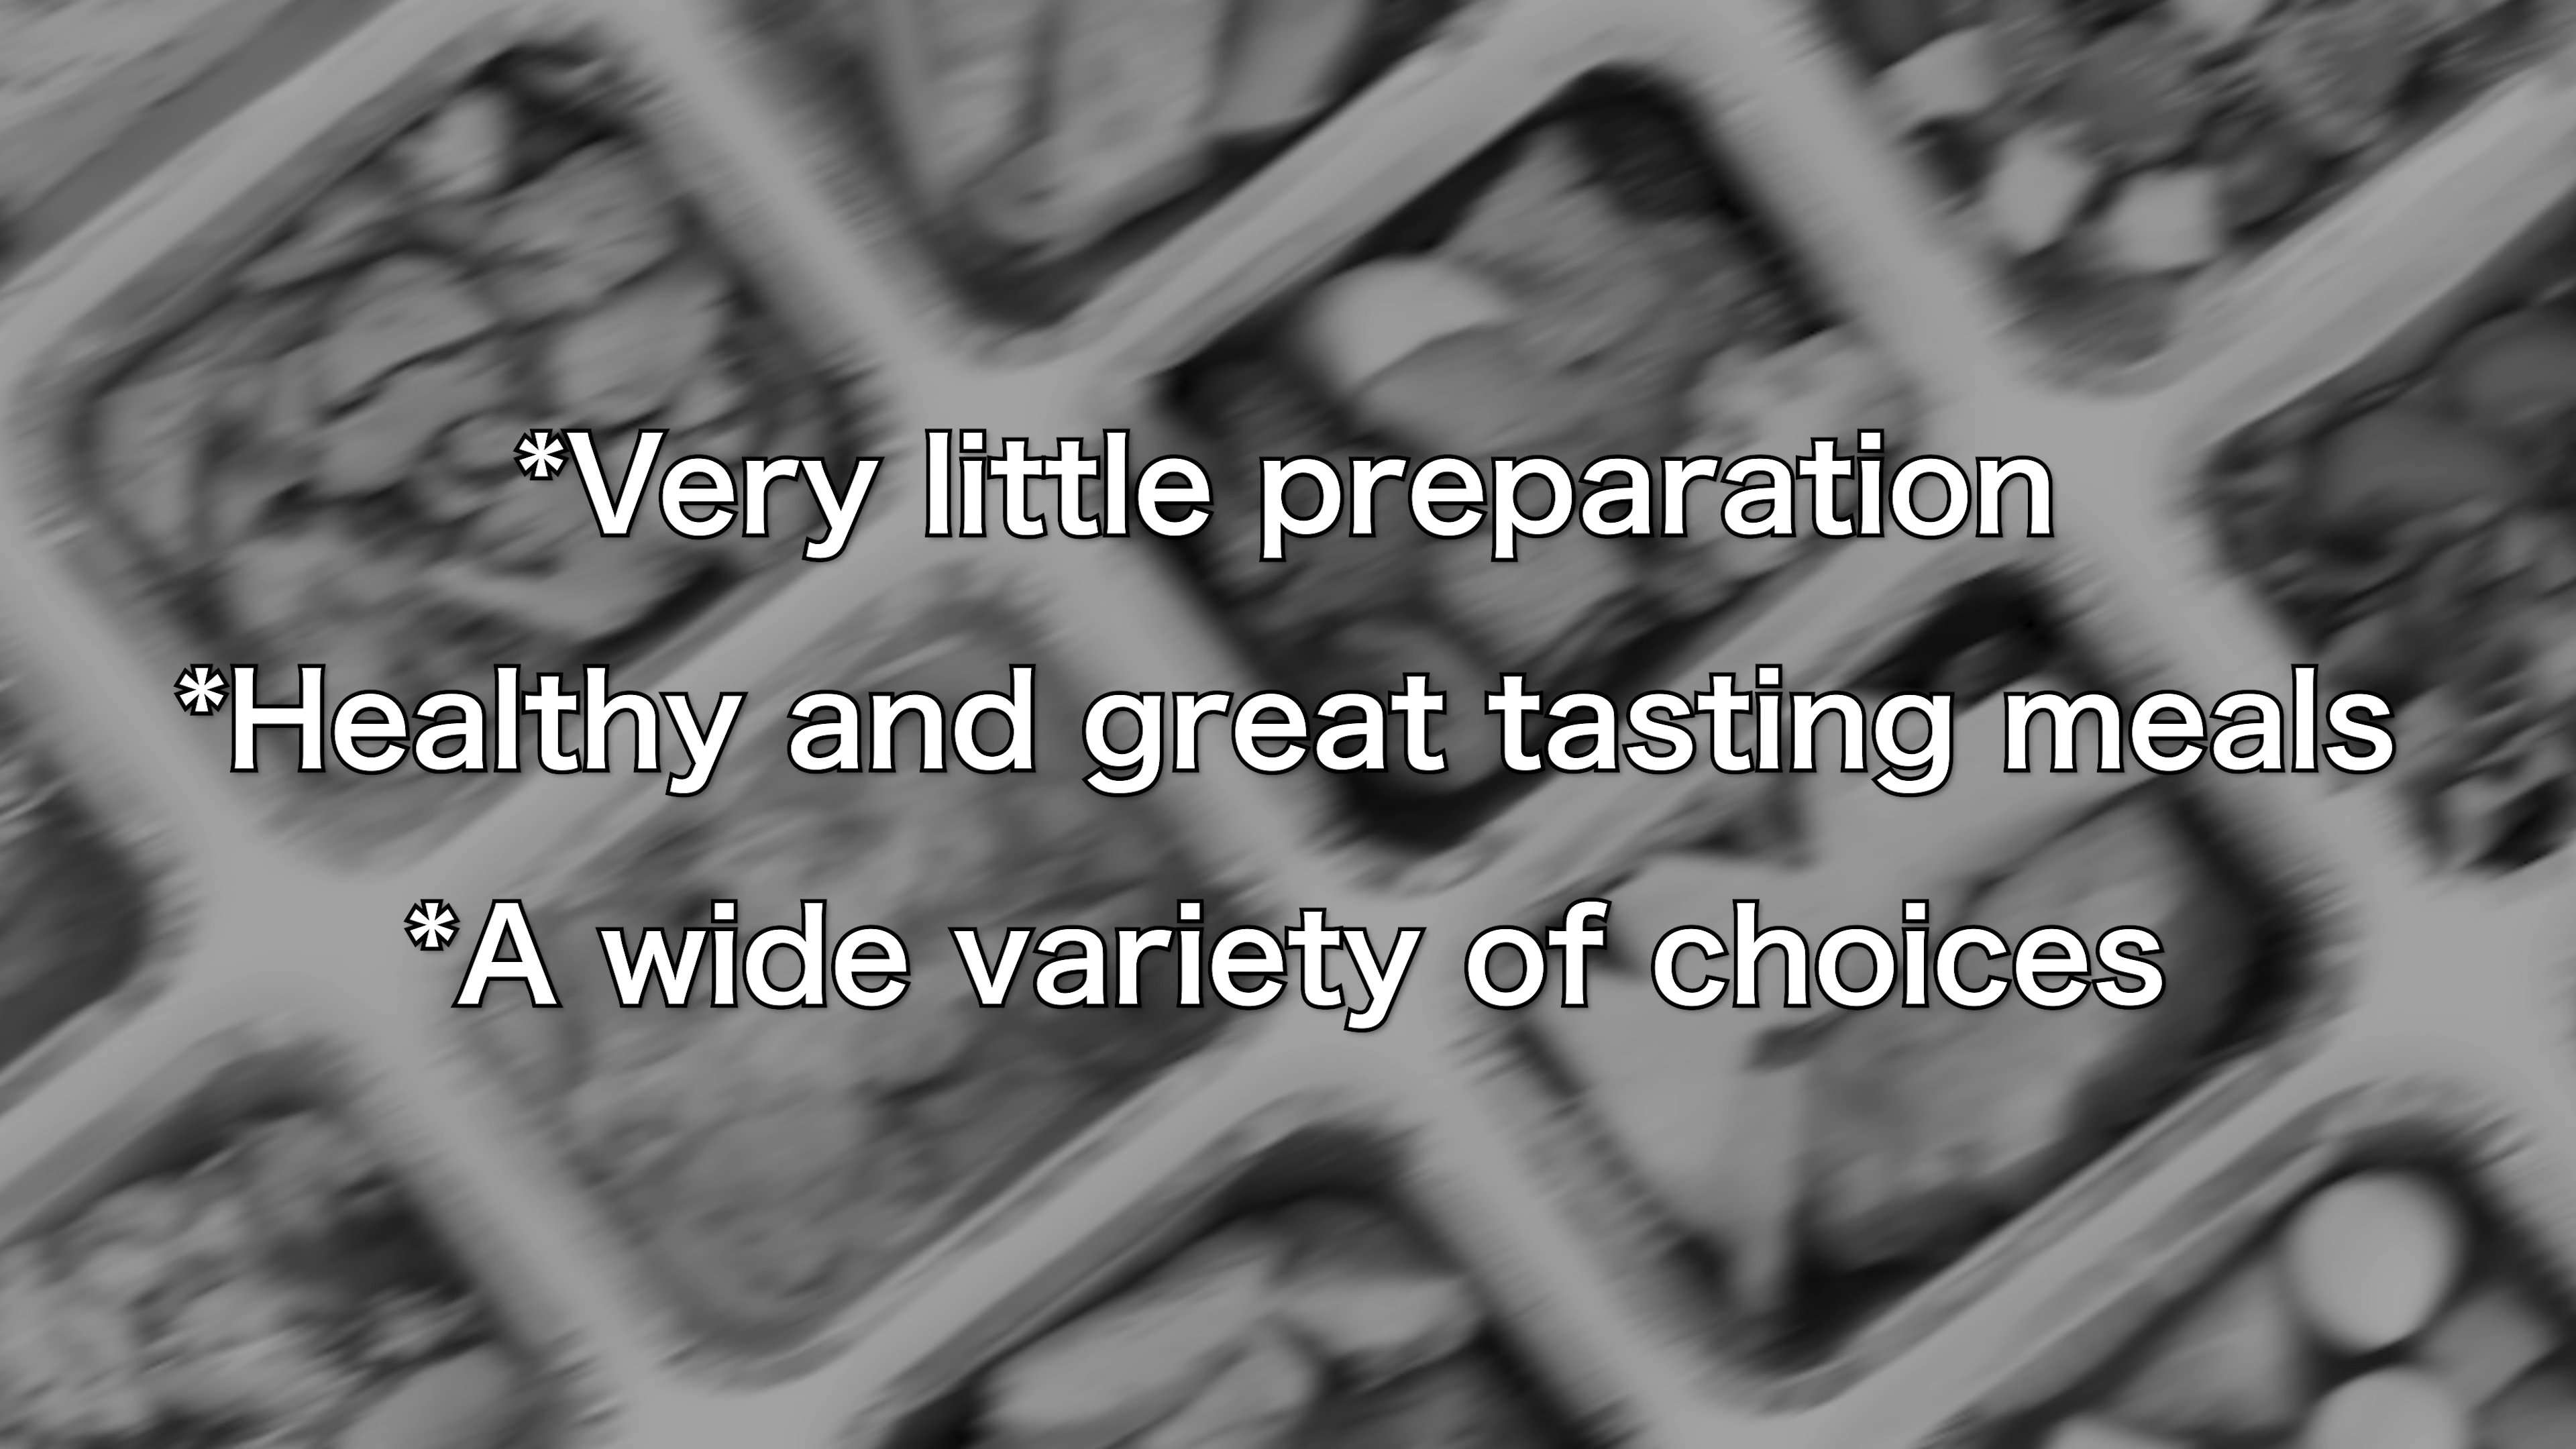 *Very little preparation
*Healthy and great tasting meals
*A wide variety of choices